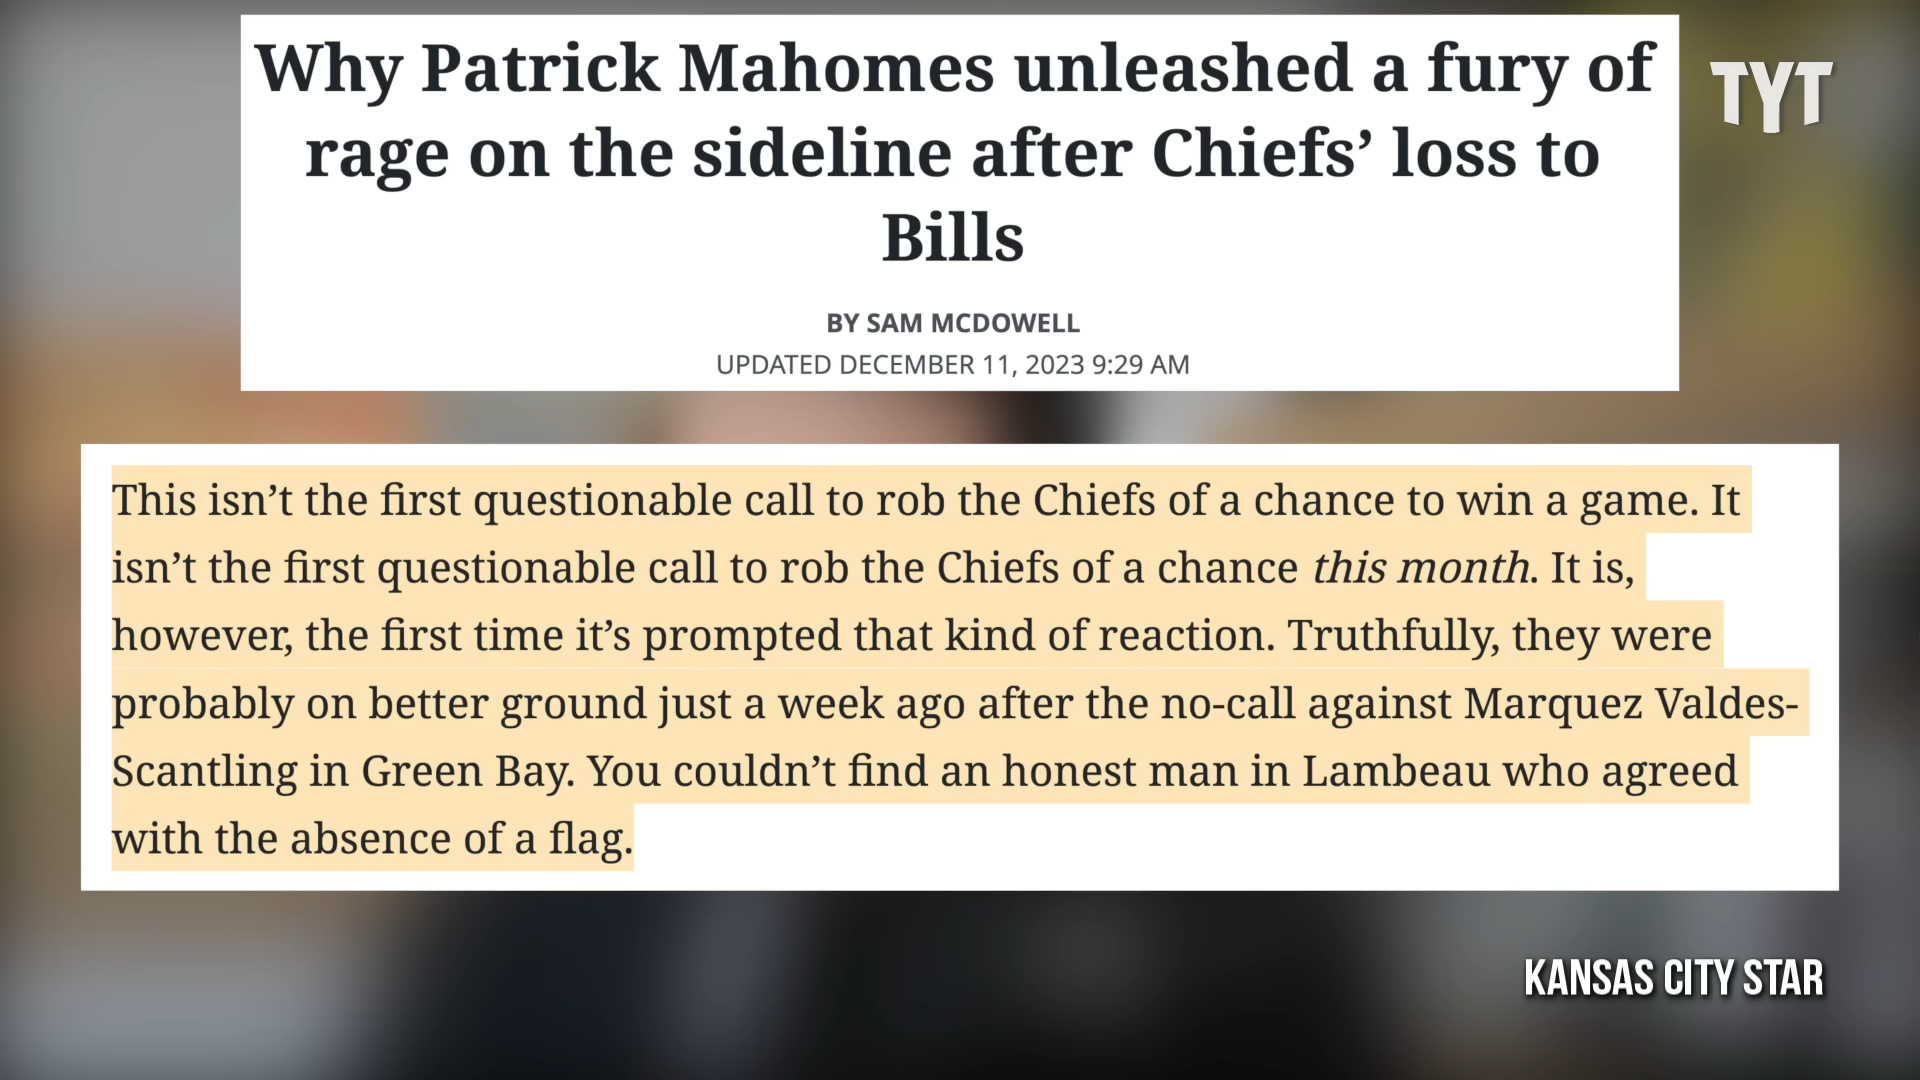 Why Patrick Mahomes unleashed a fury of
rage on the sideline after Chiefs’ loss to
Bills
TYT
BY SAM MCDOWELL
UPDATED DECEMBER 11, 2023 9:29 AM
This isn’t the first questionable call to rob the Chiefs of a chance to win a game. It
isn’t the first questionable call to rob the Chiefs of a chance this month. It is,
however, the first time it’s prompted that kind of reaction. Truthfully, they were
probably on better ground just a week ago after the no-call against Marquez Valdes-
Scantling in Green Bay. You couldn’t find an honest man in Lambeau who agreed
with the absence of a flag.
KANSAS CITY STAR